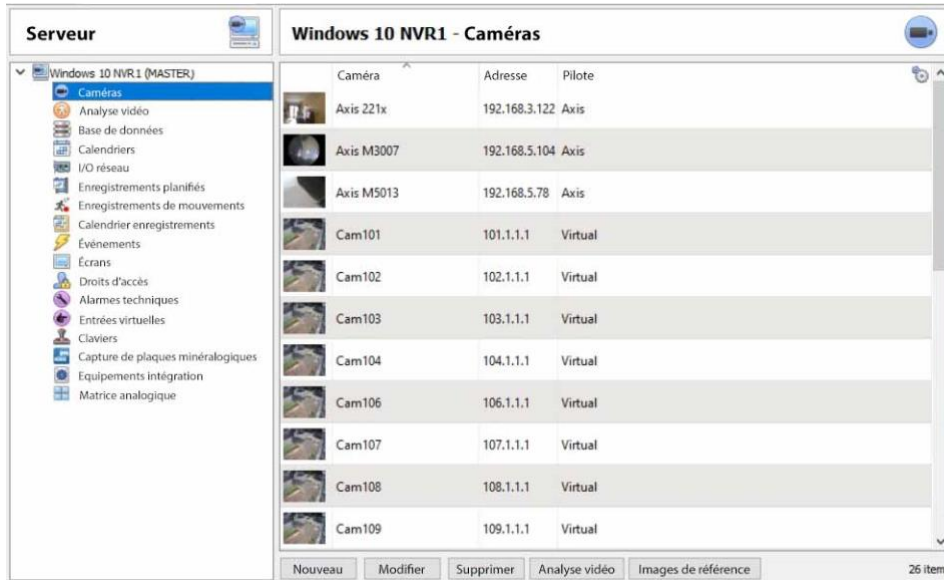 Serveur
Windows 10 NVR1 - Caméras
Windows 10 NVR1 (MASTER)
Caméras
Analyse vidéo
Base de données
Calendriers
I/O réseau
Enregistrements planifiés
Enregistrements de mouvements
Calendrier enregistrements
Événements
Écrans
Droits d'accès
Alarmes techniques
Entrées virtuelles
Claviers
Capture de plaques minéralogiques
Equipements intégration
Matrice analogique
Caméra Adresse Pilote
Axis 221x 192.168.3.122 Axis
Axis M3007 192.168.5.104 Axis
Axis M5013 192.168.5.78 Axis
Cam101 101.1.1.1 Virtual
Cam102 102.1.1.1 Virtual
Cam103 103.1.1.1 Virtual
Cam104 104.1.1.1 Virtual
Cam106 106.1.1.1 Virtual
Cam107 107.1.1.1 Virtual
Cam108 108.1.1.1 Virtual
Cam109 109.1.1.1 Virtual
Nouveau Modifier Supprimer Analyse vidéo Images de référence 26 item